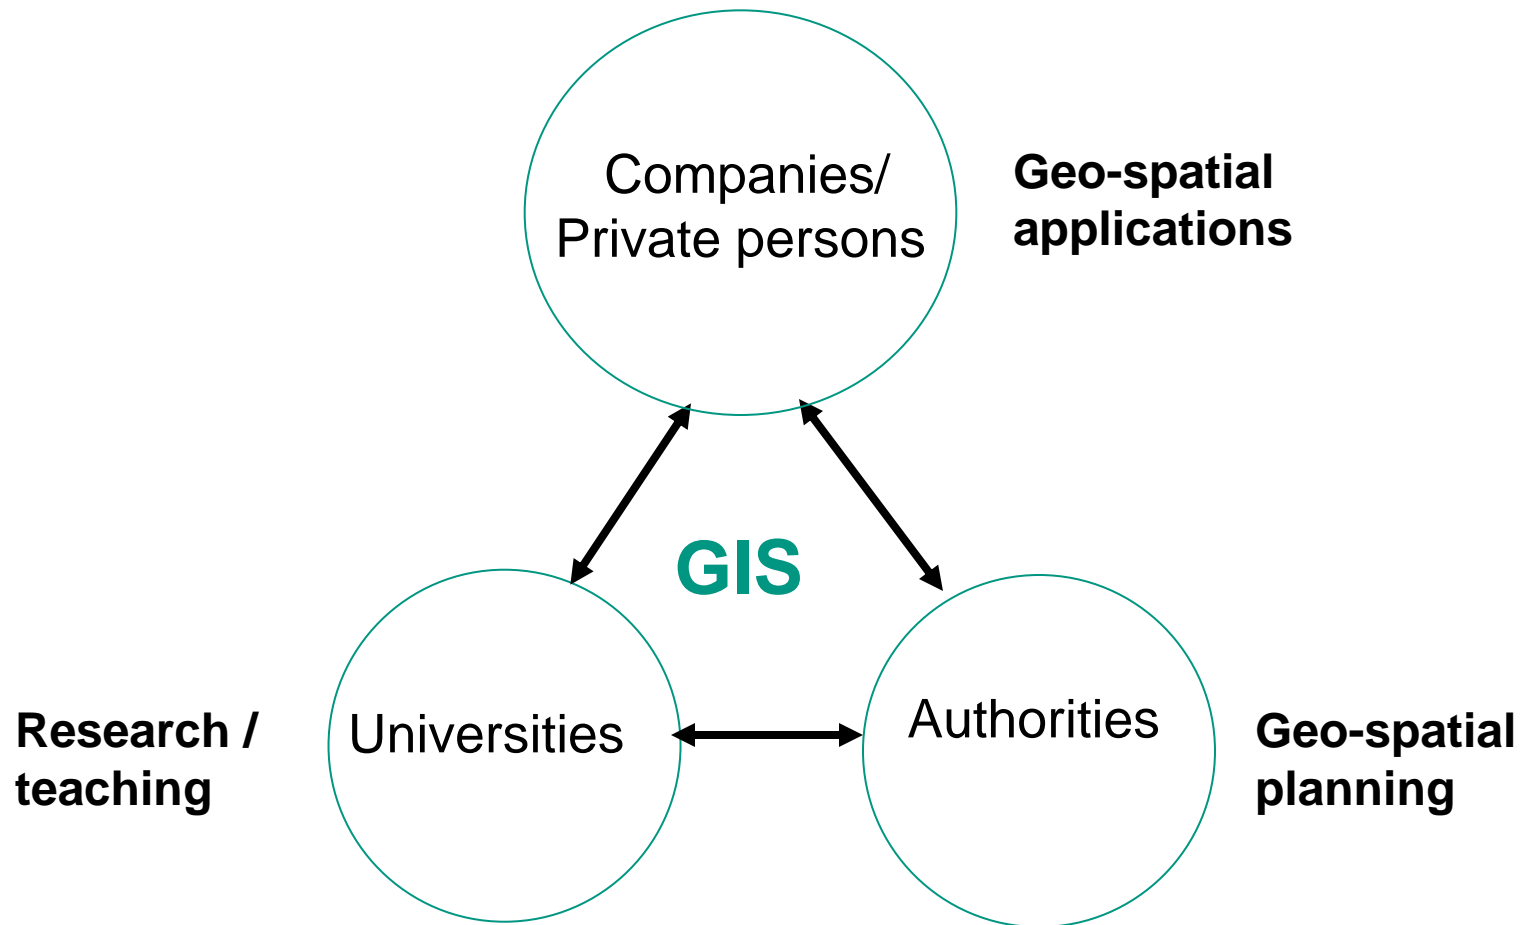 Companies/
Private persons
Geo-spatial
applications
GIS
Research /
teaching
Universities
Authorities
Geo-spatial
planning